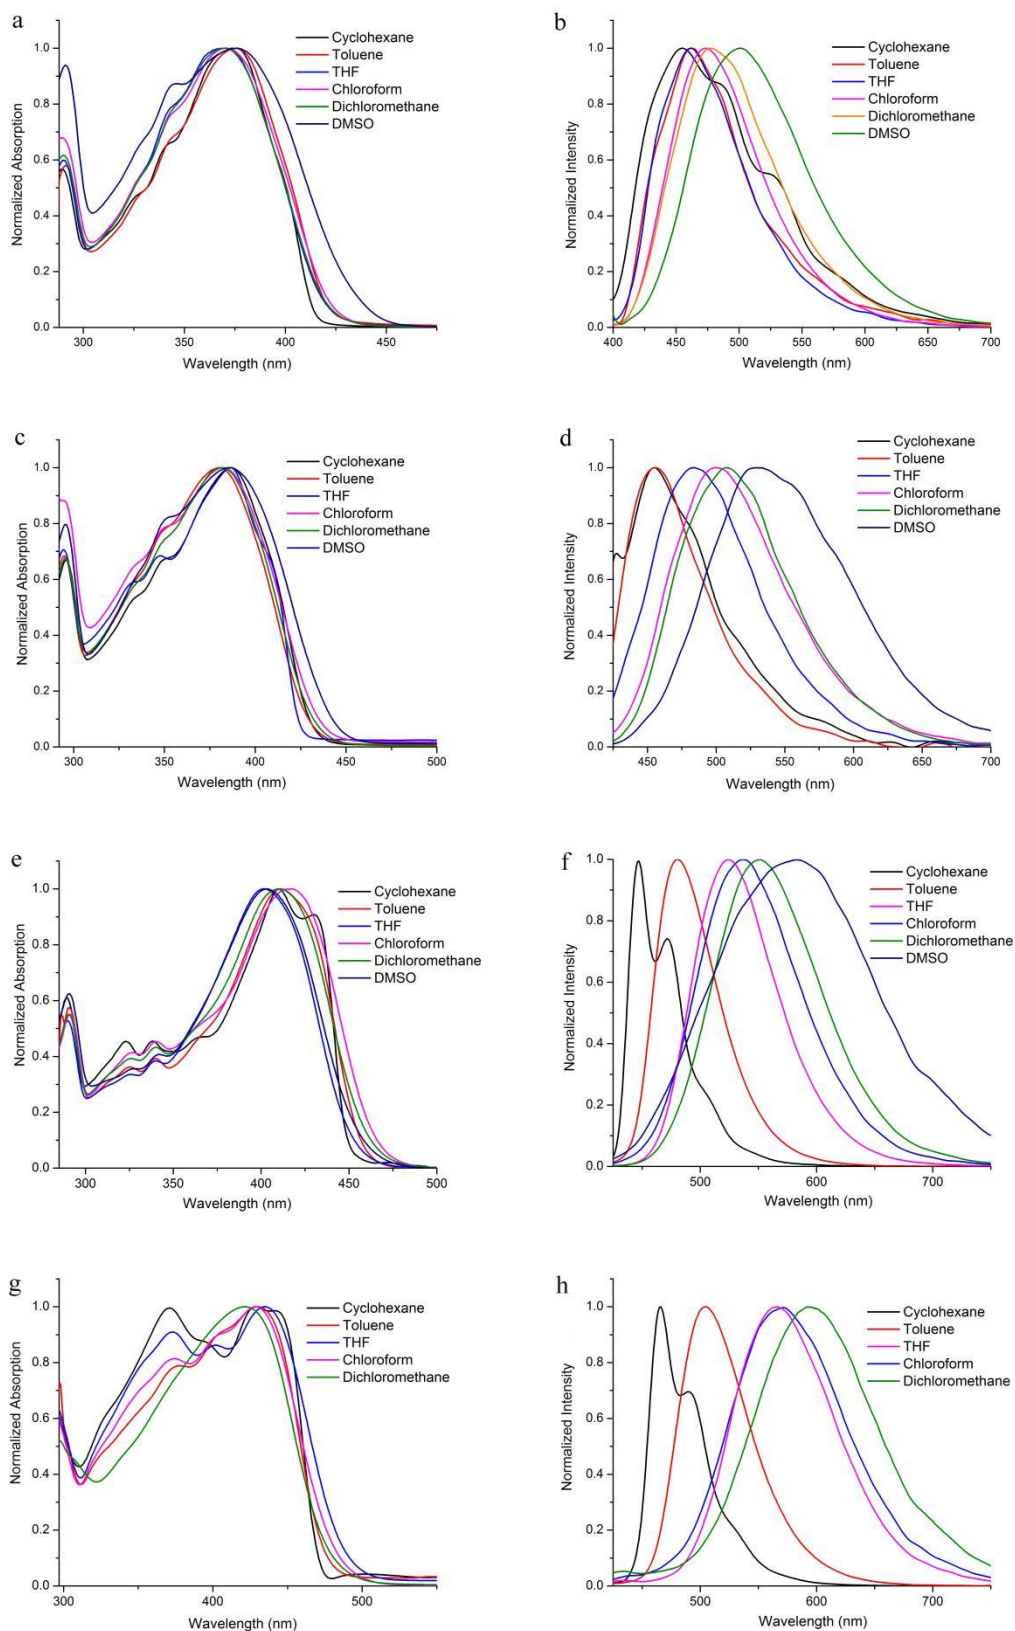 a
Normalized Absorption
1.0
0.8
0.6
0.4
0.2
0.0
300
350
400
450
Wavelength (nm)
Cyclohexane
Toluene
THF
Chloroform
Dichloromethane
DMSO
b
Normalized Intensity
1.0
0.8
0.6
0.4
0.2
0.0
400
450
500
550
600
650
700
Wavelength (nm)
Cyclohexane
Toluene
THF
Chloroform
Dichloromethane
DMSO
c
Normalized Absorption
1.0
0.8
0.6
0.4
0.2
0.0
300
350
400
450
500
Wavelength (nm)
Cyclohexane
Toluene
THF
Chloroform
Dichloromethane
DMSO
d
Normalized Intensity
1.0
0.8
0.6
0.4
0.2
0.0
450
500
550
600
650
700
Wavelength (nm)
Cyclohexane
Toluene
THF
Chloroform
Dichloromethane
DMSO
e
Normalized Absorption
1.0
0.8
0.6
0.4
0.2
0.0
300
350
400
450
500
Wavelength (nm)
Cyclohexane
Toluene
THF
Chloroform
Dichloromethane
DMSO
f
Normalized Intensity
1.0
0.8
0.6
0.4
0.2
0.0
500
600
700
Wavelength (nm)
Cyclohexane
Toluene
THF
Chloroform
Dichloromethane
DMSO
g
Normalized Absorption
1.0
0.8
0.6
0.4
0.2
0.0
300
400
500
Wavelength (nm)
Cyclohexane
Toluene
THF
Chloroform
Dichloromethane
h
Normalized Intensity
1.0
0.8
0.6
0.4
0.2
0.0
500
600
700
Wavelength (nm)
Cyclohexane
Toluene
THF
Chloroform
Dichloromethane